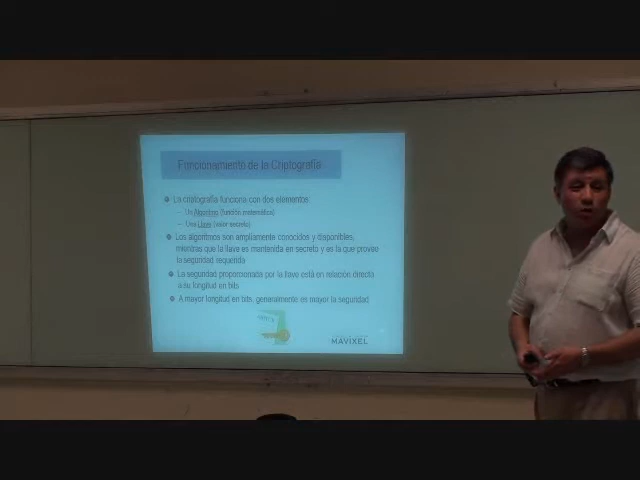 Funcionamiento de la Criptografía
La criptografía funciona con dos elementos
– Un Algoritmo (función matemática)
– Una Llave (valor secreto)
Los algoritmos son ampliamente conocidos y disponibles,
mientras que la llave es mantenida en secreto y es la que provee
la seguridad requerida
La seguridad proporcionada por la llave está en relación directa
a su longitud en bits
A mayor longitud en bits, generalmente es mayor la seguridad
MAVIXEL